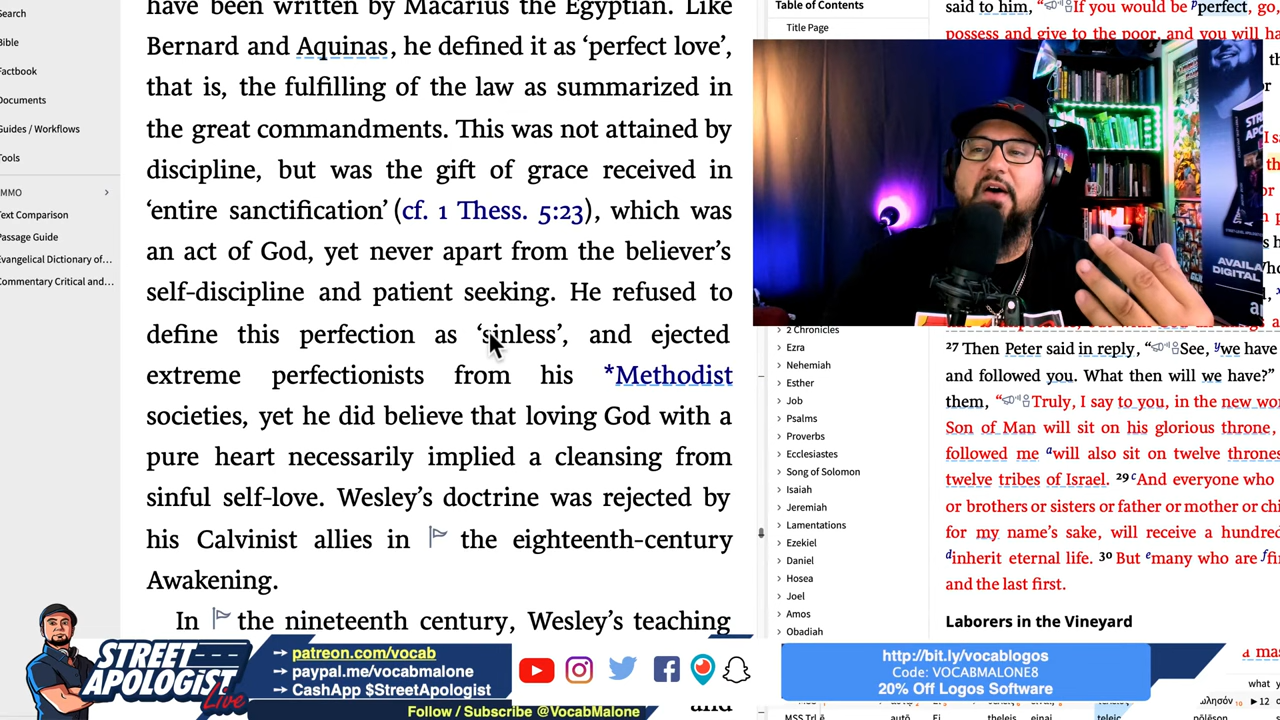 Search
Bible
Factbook
Documents
Guides / Workflows
Tools
Text Comparison
Passage Guide
Evangelical Dictionary of...
Commentary Critical and...
have been written by Macarius the Egyptian. Like
Bernard and Aquinas, he defined it as ‘perfect love’,
that is, the fulfilling of the law as summarized in
the great commandments. This was not attained by
discipline, but was the gift of grace received in
‘entire sanctification’ (cf. 1 Thess. 5:23), which was
an act of God, yet never apart from the believer’s
self-discipline and patient seeking. He refused to
define this perfection as ‘sinless’, and ejected
extreme perfectionists from his *Methodist
societies, yet he did believe that loving God with a
pure heart necessarily implied a cleansing from
sinful self-love. Wesley’s doctrine was rejected by
his Calvinist allies in the eighteenth-century
Awakening.
In the nineteenth century, Wesley’s teaching
and
Table of Contents
Title Page
2 Chronicles
Ezra
Nehemiah
Esther
Job
Psalms
Proverbs
Ecclesiastes
Song of Solomon
Isaiah
Jeremiah
Lamentations
Ezekiel
Daniel
Hosea
Joel
Amos
Obadiah
said to him, “If you would be p perfect, go,
possess and give to the poor, and you will ha
AVAILA
DIGITAL
27 Then Peter said in reply, “See, w we have
and followed you. What then will we have?”
them, “Truly, I say to you, in the new wor
Son of Man will sit on his glorious throne,
followed me a will also sit on twelve thrones
twelve tribes of Israel. 29 c And everyone who
or brothers or sisters or father or mother or chi
for my name’s sake, will receive a hundred
d inherit eternal life. 30 But e many who are f fir
and the last first.
Laborers in the Vineyard
STREET
APOLOGIST
Live
→ patreon.com/vocab
→ paypal.me/vocabmalone
→ CashApp $StreetApologist
Follow / Subscribe @VocabMalone
http://bit.ly/vocablogos
Code: VOCABMALONE8
20% Off Logos Software
a mas
what y
MSS Trl
αὐτῷ
Ei
theleis
einai
teleio
pōlēson